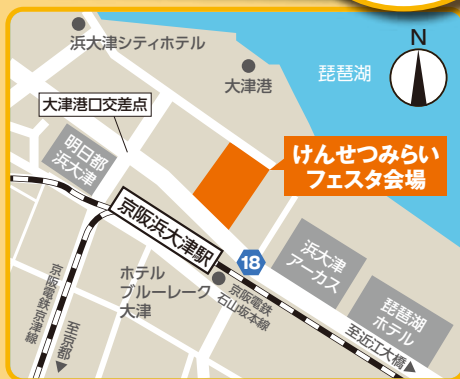 浜大津シティホテル
大津港
琵琶湖
N
大津港口交差点
明日都
浜大津
けんせつみらい
フェスタ会場
京阪浜大津駅
18
浜大津
アーカス
ホテル
ブルーレーク
大津
京阪電鉄
石山坂本線
琵琶湖
ホテル
京阪電鉄京津線
至京都
至近江大橋